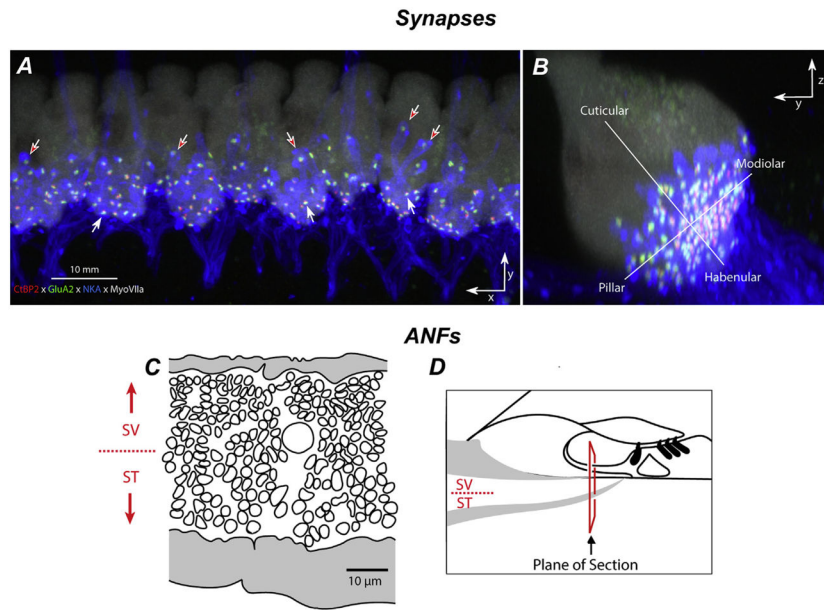 Synapses
A
10 mm
CtBP2 x GluA2 x NKA x MyoVIIa
y
x
B
z
y
Cuticular
Modiolar
Pillar
Habenular
ANFs
C
SV
ST
10 µm
D
SV
ST
Plane of Section